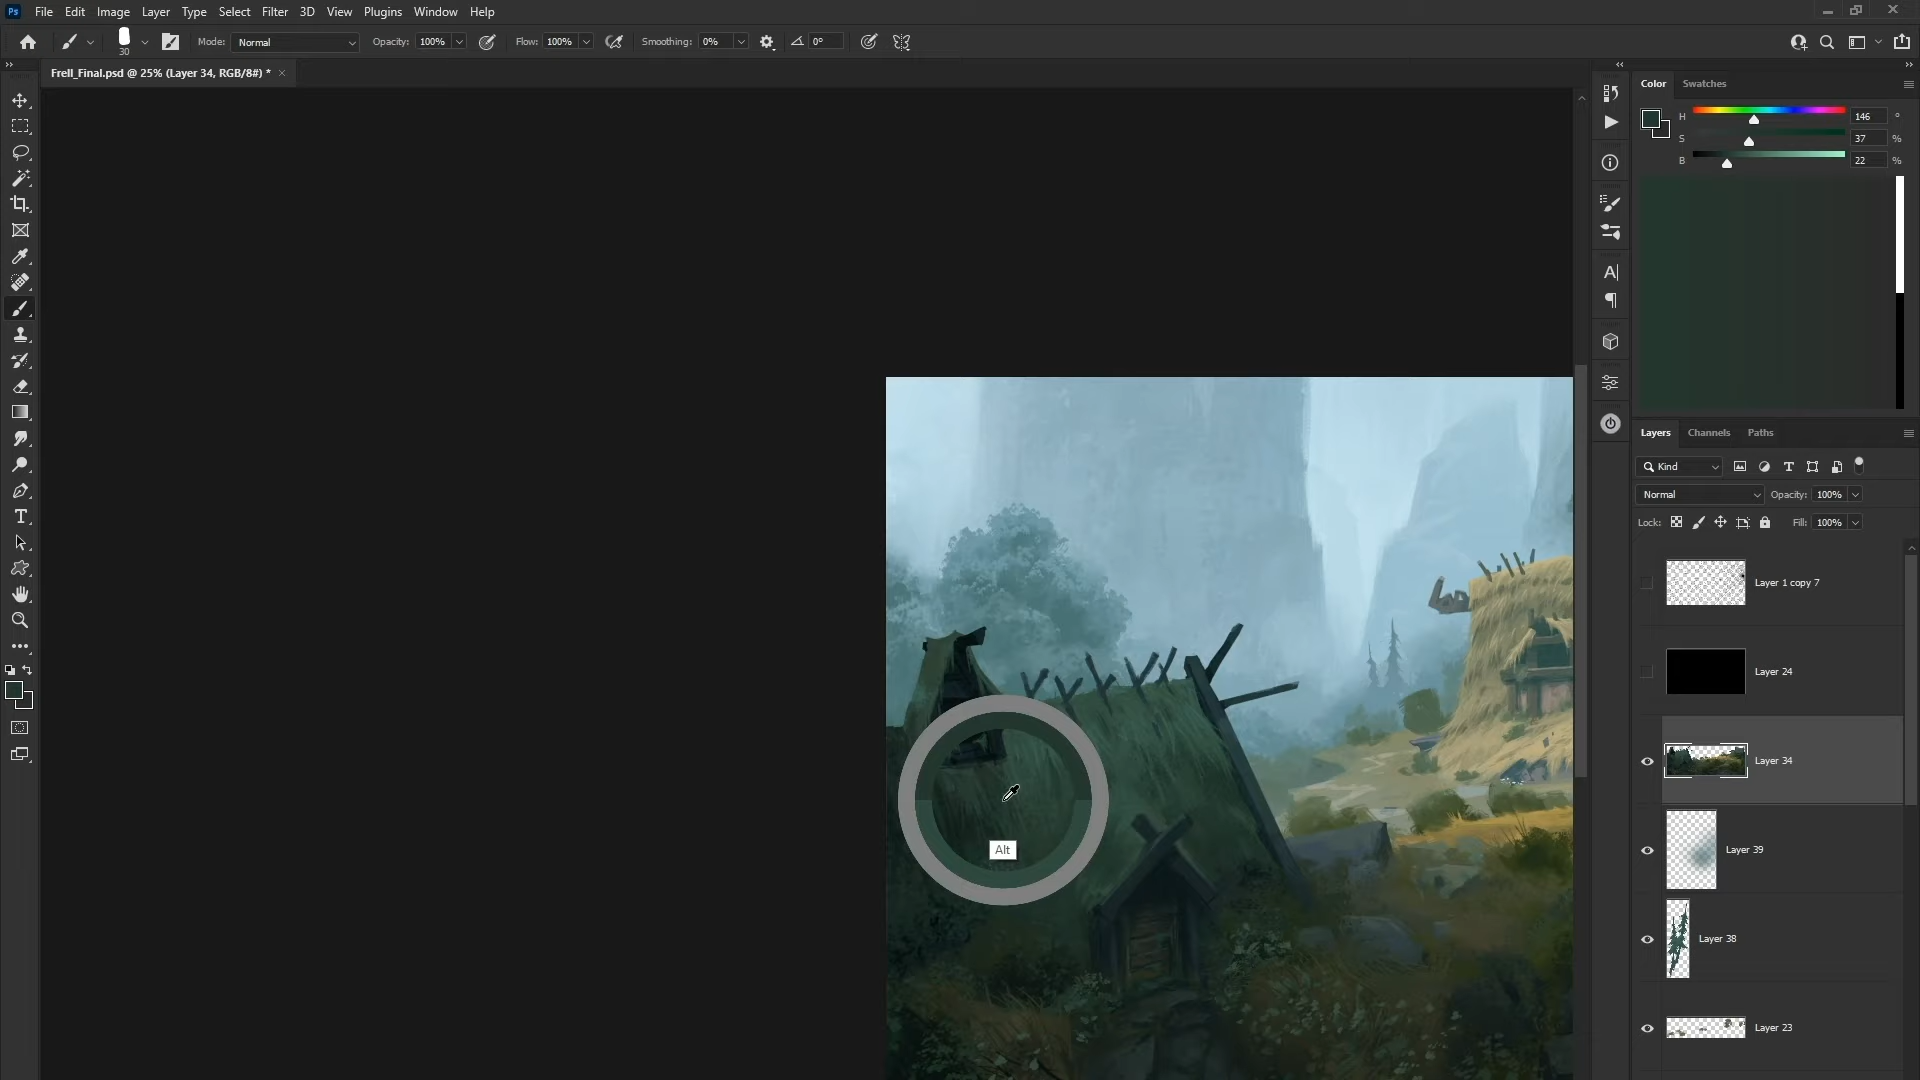 Ps File Edit Image Layer Type Select Filter 3D View Plugins Window Help
30 Mode: Normal Opacity: 100% Flow: 100% Smoothing: 0% 0°
Frell_Final.psd @ 25% (Layer 34, RGB/8#) *
Color Swatches
H 146 °
S 37 %
B 22 %
Layers Channels Paths
Kind
Normal Opacity: 100%
Lock: Fill: 100%
Layer 1 copy 7
Layer 24
Layer 34
Alt
Layer 39
Layer 38
Layer 23